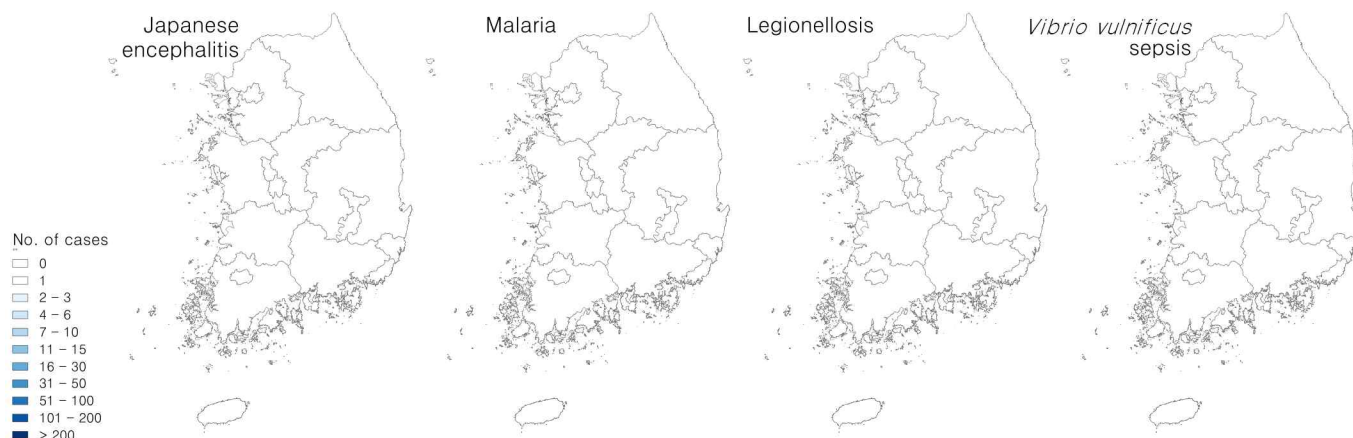 Japanese
encephalitis
Malaria
Legionellosis
Vibrio vulnificus
sepsis
No. of cases
0
1
2 – 3
4 – 6
7 – 10
11 – 15
16 – 30
31 – 50
51 – 100
101 – 200
> 200